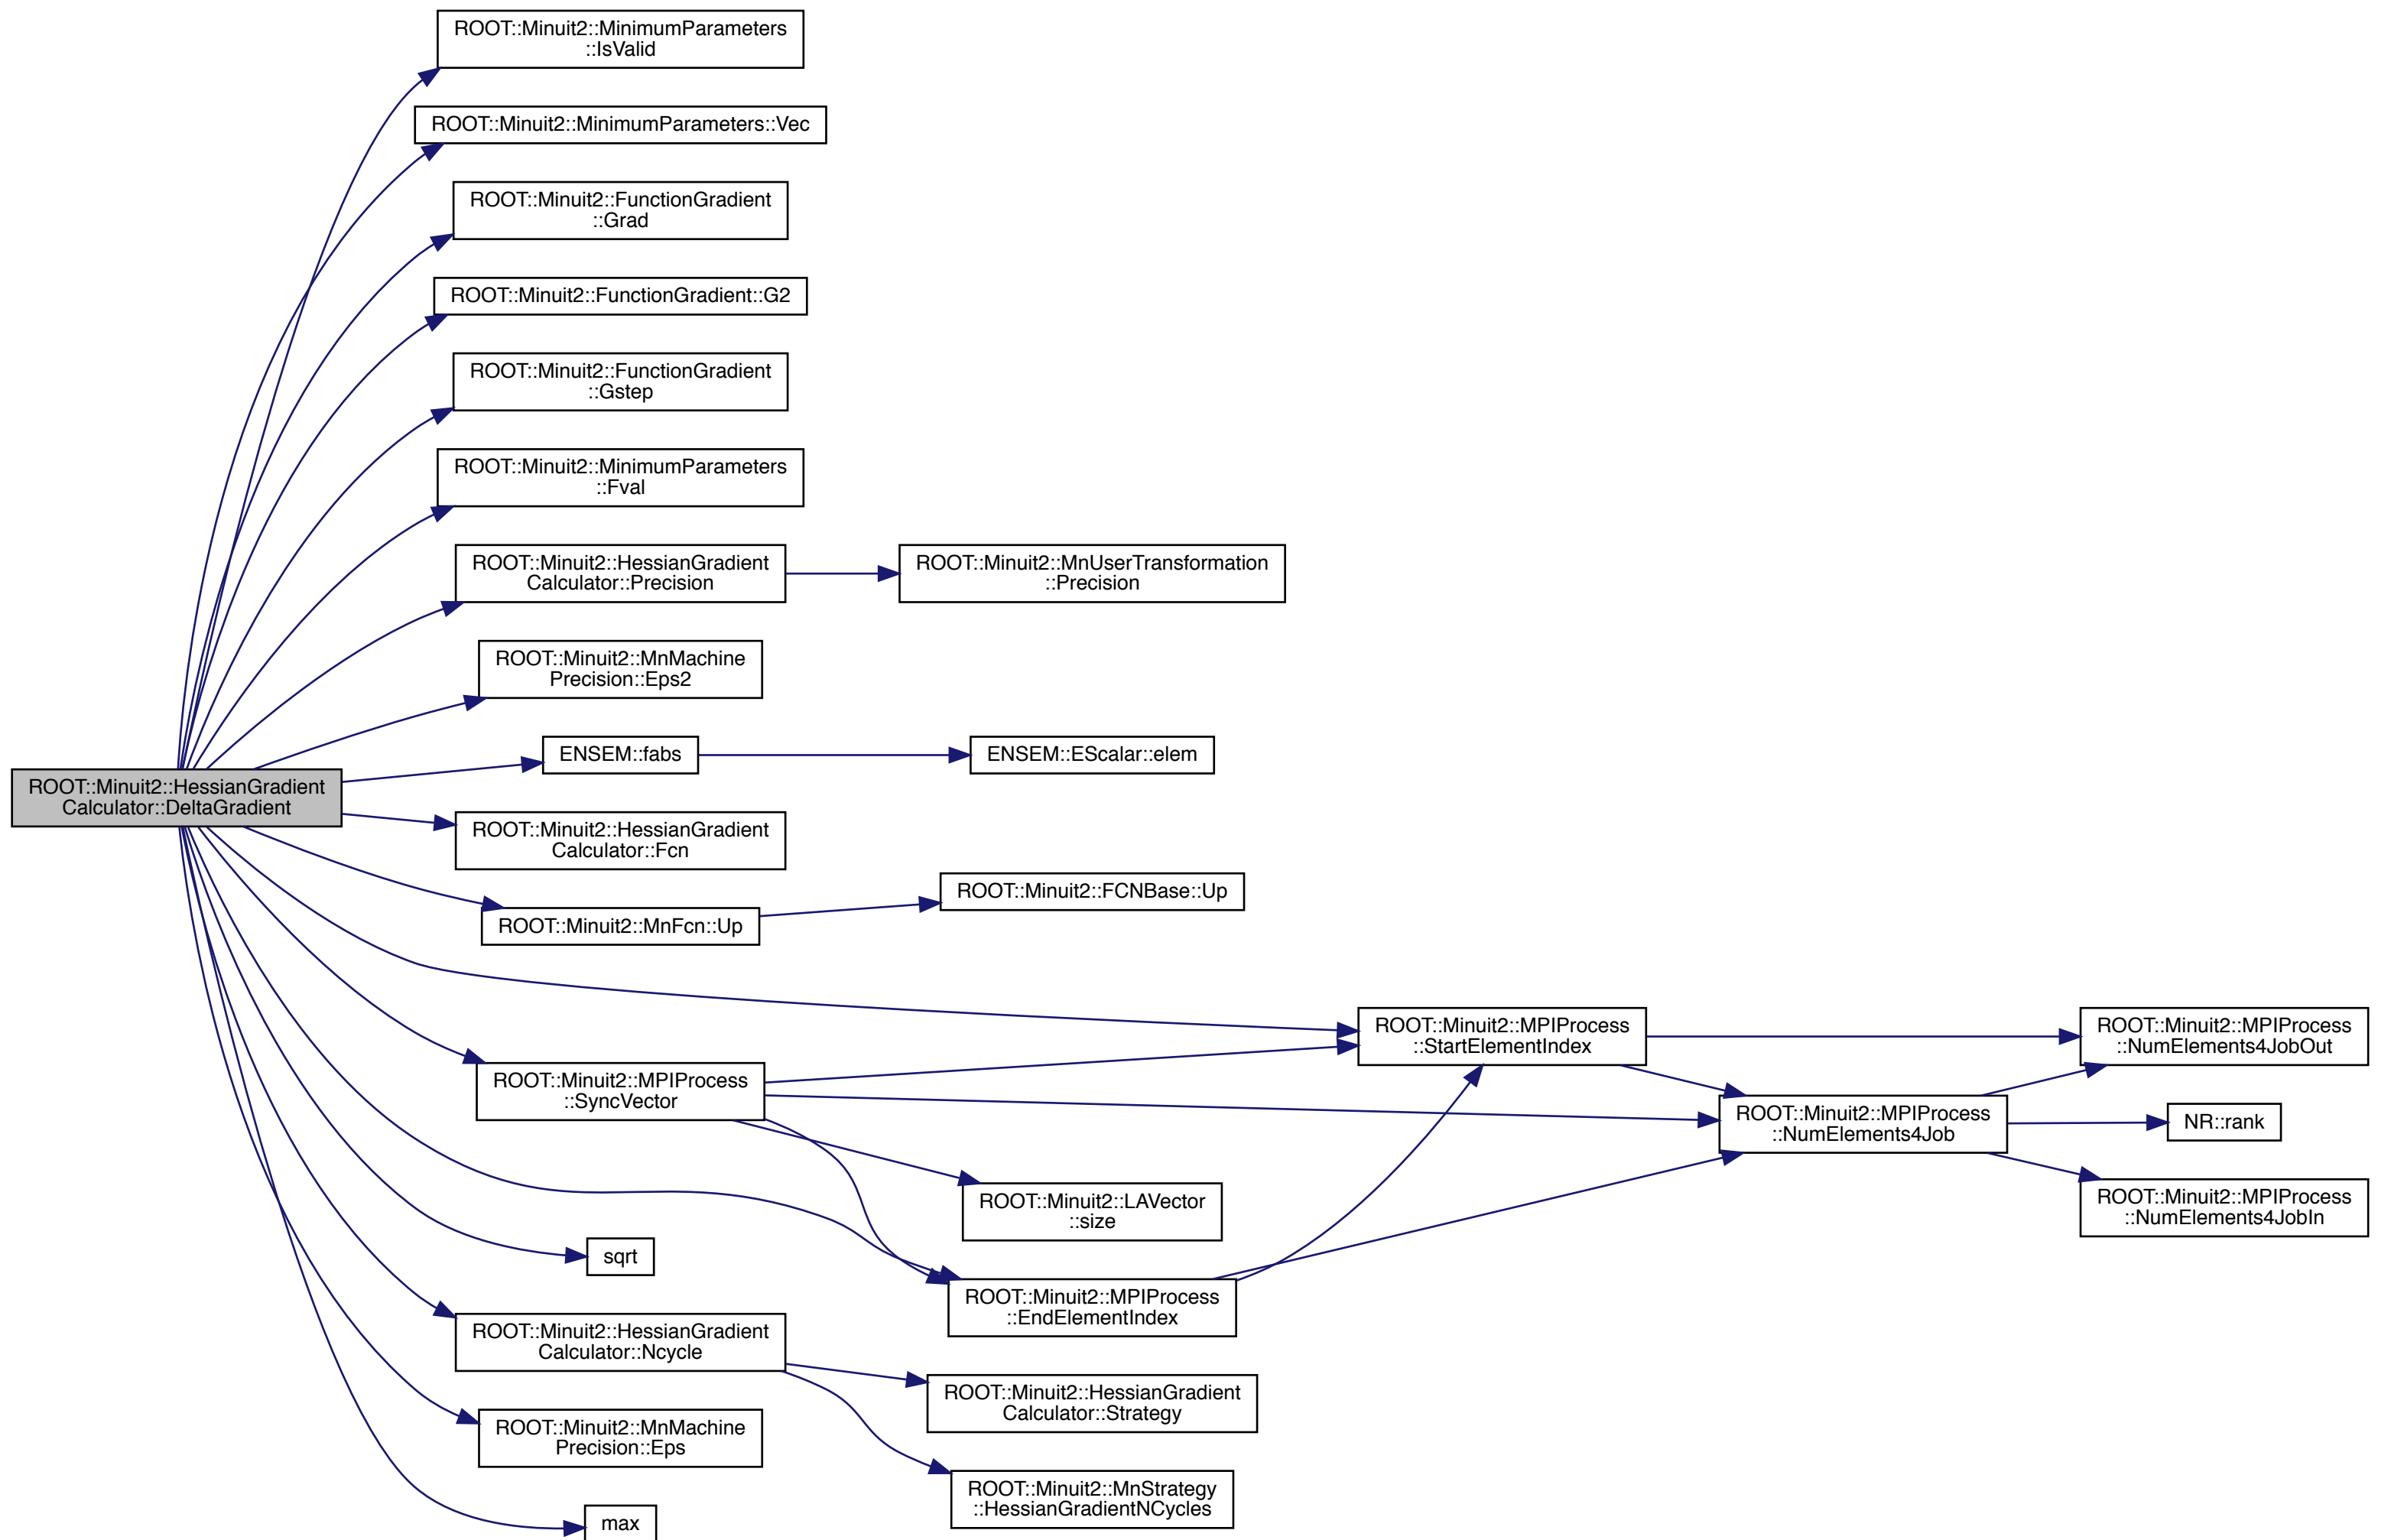 ROOT::Minuit2::MinimumParameters
::IsValid
ROOT::Minuit2::MinimumParameters::Vec
ROOT::Minuit2::FunctionGradient
::Grad
ROOT::Minuit2::FunctionGradient::G2
ROOT::Minuit2::FunctionGradient
::Gstep
ROOT::Minuit2::MinimumParameters
::Fval
ROOT::Minuit2::HessianGradient
Calculator::Precision
ROOT::Minuit2::MnUserTransformation
::Precision
ROOT::Minuit2::MnMachine
Precision::Eps2
ENSEM::fabs
ENSEM::EScalar::elem
ROOT::Minuit2::HessianGradient
Calculator::DeltaGradient
ROOT::Minuit2::HessianGradient
Calculator::Fcn
ROOT::Minuit2::MnFcn::Up
ROOT::Minuit2::FCNBase::Up
ROOT::Minuit2::MPIProcess
::StartElementIndex
ROOT::Minuit2::MPIProcess
::NumElements4JobOut
ROOT::Minuit2::MPIProcess
::SyncVector
ROOT::Minuit2::MPIProcess
::NumElements4Job
NR::rank
ROOT::Minuit2::LAVector
::size
ROOT::Minuit2::MPIProcess
::NumElements4JobIn
sqrt
ROOT::Minuit2::MPIProcess
::EndElementIndex
ROOT::Minuit2::HessianGradient
Calculator::Ncycle
ROOT::Minuit2::HessianGradient
Calculator::Strategy
ROOT::Minuit2::MnMachine
Precision::Eps
ROOT::Minuit2::MnStrategy
::HessianGradientNCycles
max